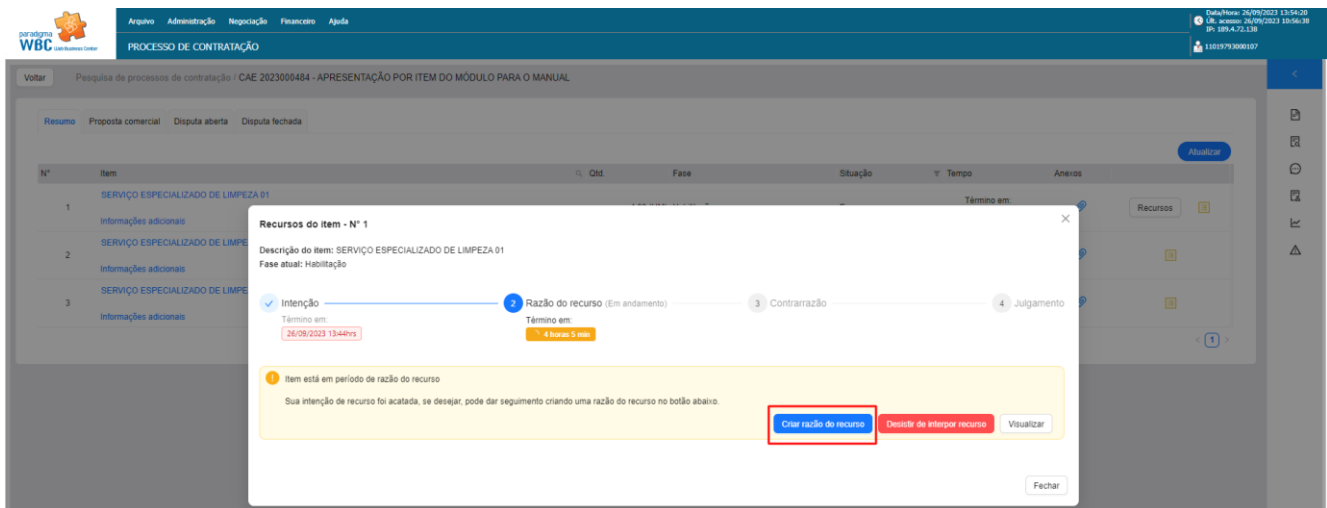 Arquivo Administração Negociação Financeiro Ajuda
Data/Hora: 26/09/2023 13:54:20
Últ. acesso: 26/09/2023 10:56:38
IP: 189.4.72.138
paradigma
WBC Web Business Center
PROCESSO DE CONTRATAÇÃO
11019793000107
Voltar Pesquisa de processos de contratação / CAE 2023000484 - APRESENTAÇÃO POR ITEM DO MÓDULO PARA O MANUAL
Resumo Proposta comercial Disputa aberta Disputa fechada
Atualizar
N° Item Qtd. Fase Situação Tempo Anexos
SERVIÇO ESPECIALIZADO DE LIMPEZA 01
1 Término em: Recursos
Informações adicionais
SERVIÇO ESPECIALIZADO DE LIMPE
2
Informações adicionais
SERVIÇO ESPECIALIZADO DE LIMPE
3
Informações adicionais
< 1 >
Recursos do item - N° 1
Descrição do item: SERVIÇO ESPECIALIZADO DE LIMPEZA 01
Fase atual: Habilitação
Intenção 2 Razão do recurso (Em andamento) 3 Contrarrazão 4 Julgamento
Término em: Término em:
26/09/2023 13:44hrs 4 horas 5 min
Item está em período de razão do recurso
Sua intenção de recurso foi acatada, se desejar, pode dar seguimento criando uma razão do recurso no botão abaixo.
Criar razão do recurso Desistir de interpor recurso Visualizar
Fechar